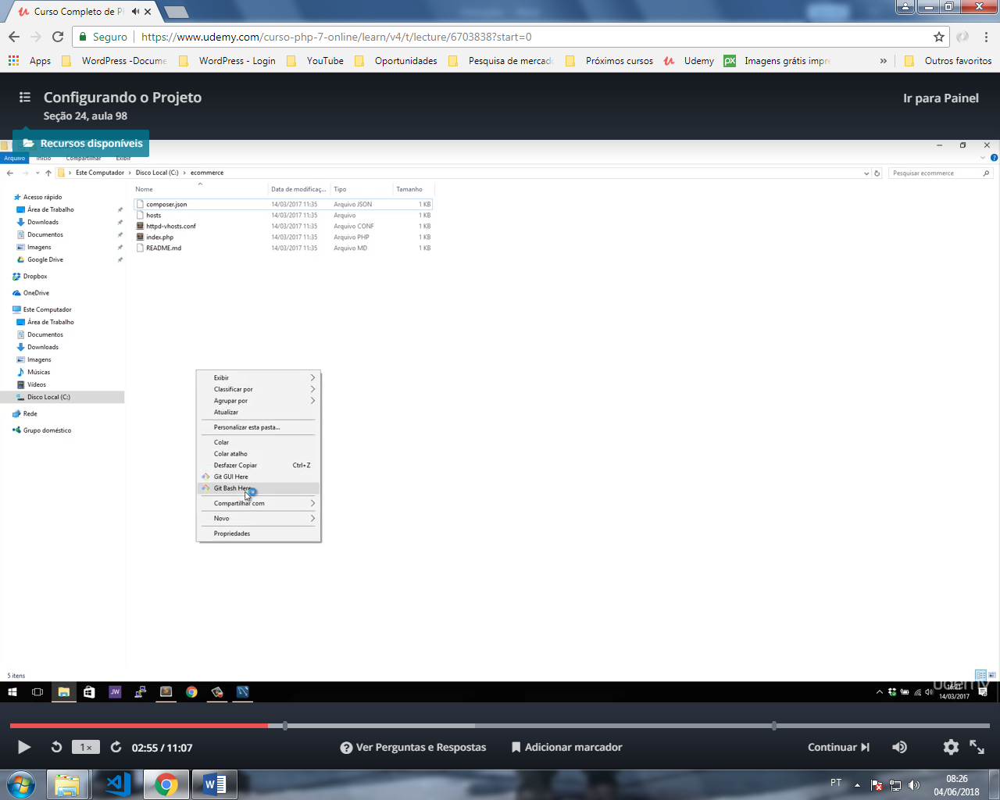 Curso Completo de P
Seguro
https://www.udemy.com/curso-php-7-online/learn/v4/t/lecture/6703838?start=0
Apps
WordPress -Docume
WordPress - Login
YouTube
Oportunidades
Pesquisa de mercad
Próximos cursos
Udemy
Imagens grátis impre
»
Outros favoritos
Configurando o Projeto
Seção 24, aula 98
Ir para Painel
Recursos disponíveis
Arquivo
Início
Compartilhar
Exibir
Este Computador > Disco Local (C:) > ecommerce
Pesquisar ecommerce
Nome
Data de modificaç...
Tipo
Tamanho
composer.json 14/03/2017 11:35 Arquivo JSON 1 KB
hosts 14/03/2017 11:35 Arquivo 1 KB
httpd-vhosts.conf 14/03/2017 11:35 Arquivo CONF 1 KB
index.php 14/03/2017 11:35 Arquivo PHP 1 KB
README.md 14/03/2017 11:35 Arquivo MD 1 KB
Acesso rápido
Área de Trabalho
Downloads
Documentos
Imagens
Google Drive
Dropbox
OneDrive
Este Computador
Área de Trabalho
Documentos
Downloads
Imagens
Músicas
Vídeos
Disco Local (C:)
Rede
Grupo doméstico
Exibir
Classificar por
Agrupar por
Atualizar
Personalizar esta pasta...
Colar
Colar atalho
Desfazer Copiar Ctrl+Z
Git GUI Here
Git Bash Here
Compartilhar com
Novo
Propriedades
5 itens
JW
udemy
16:21
14/03/2017
1×
02:55 / 11:07
Ver Perguntas e Respostas
Adicionar marcador
Continuar
PT
08:26
04/06/2018